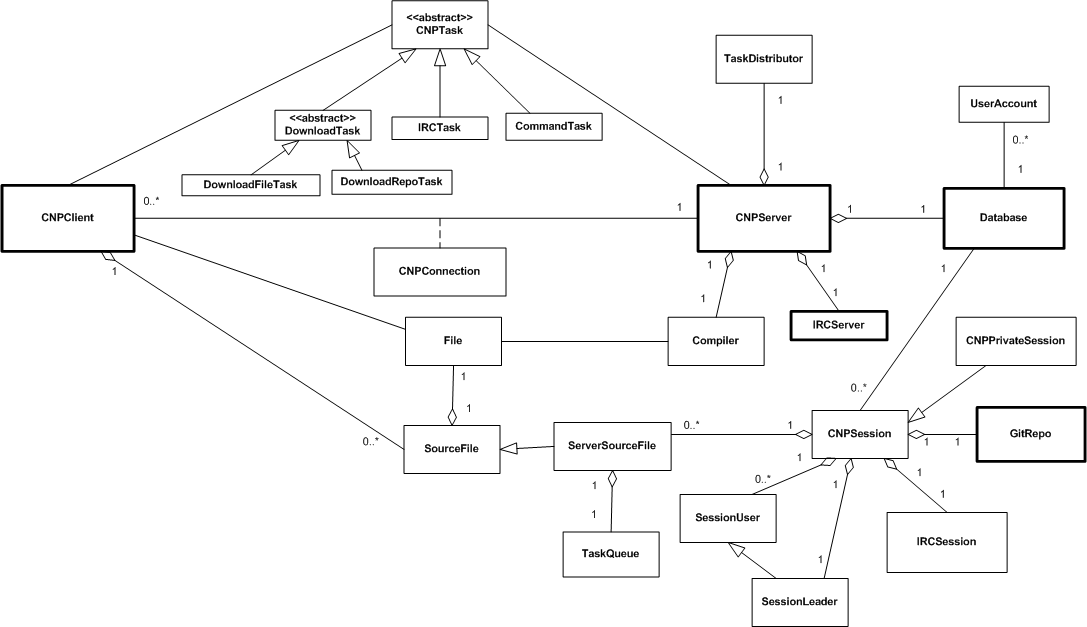 <<abstract>>
CNPTask
TaskDistributor
1
UserAccount
0..*
1
<<abstract>>
DownloadTask
IRCTask
CommandTask
DownloadFileTask
DownloadRepoTask
1
0..*
1
CNPClient
CNPServer
1
1
Database
CNPConnection
1
1
1
1
1
1
1
IRCServer
File
Compiler
CNPPrivateSession
1
1
0..*
0..*
SourceFile
0..*
ServerSourceFile
1
CNPSession
1
1
GitRepo
1
1
1
1
0..*
1
1
SessionUser
IRCSession
TaskQueue
1
SessionLeader